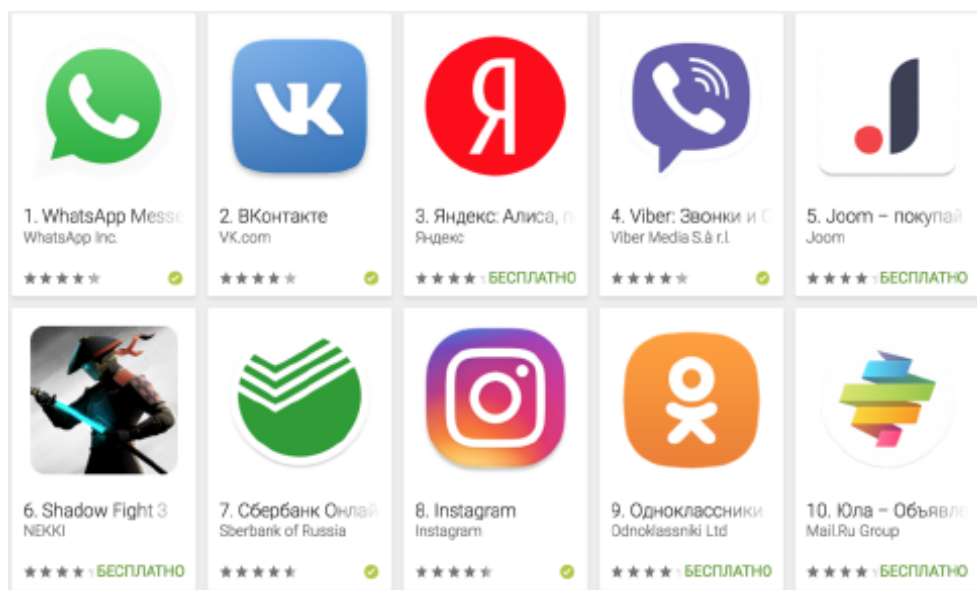 VK
Я
1. WhatsApp Messe
WhatsApp Inc.
2. ВКонтакте
VK.com
3. Яндекс: Алиса, п
Яндекс
БЕСПЛАТНО
4. Viber: Звонки и С
Viber Media S.à r.l.
5. Joom – покупай
Joom
БЕСПЛАТНО
6. Shadow Fight 3
NEKKI
БЕСПЛАТНО
7. Сбербанк Онлай
Sberbank of Russia
8. Instagram
Instagram
9. Одноклассники
Odnoklassniki Ltd
БЕСПЛАТНО
10. Юла – Объявле
Mail.Ru Group
БЕСПЛАТНО